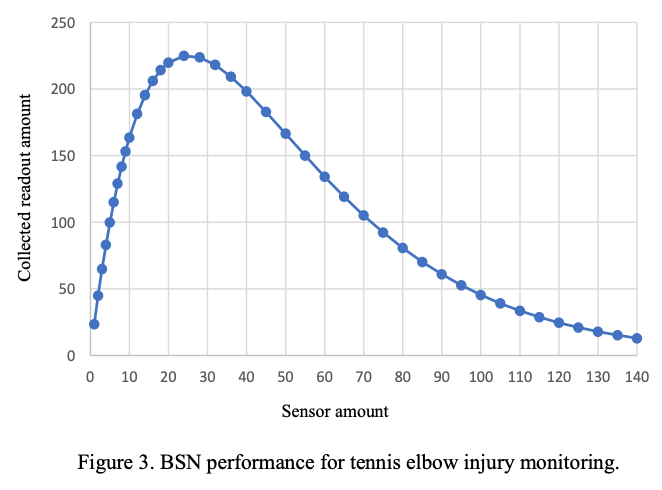 250
200
150
100
50
0
Collected readout amount
0 10 20 30 40 50 60 70 80 90 100 110 120 130 140
Sensor amount
Figure 3. BSN performance for tennis elbow injury monitoring.